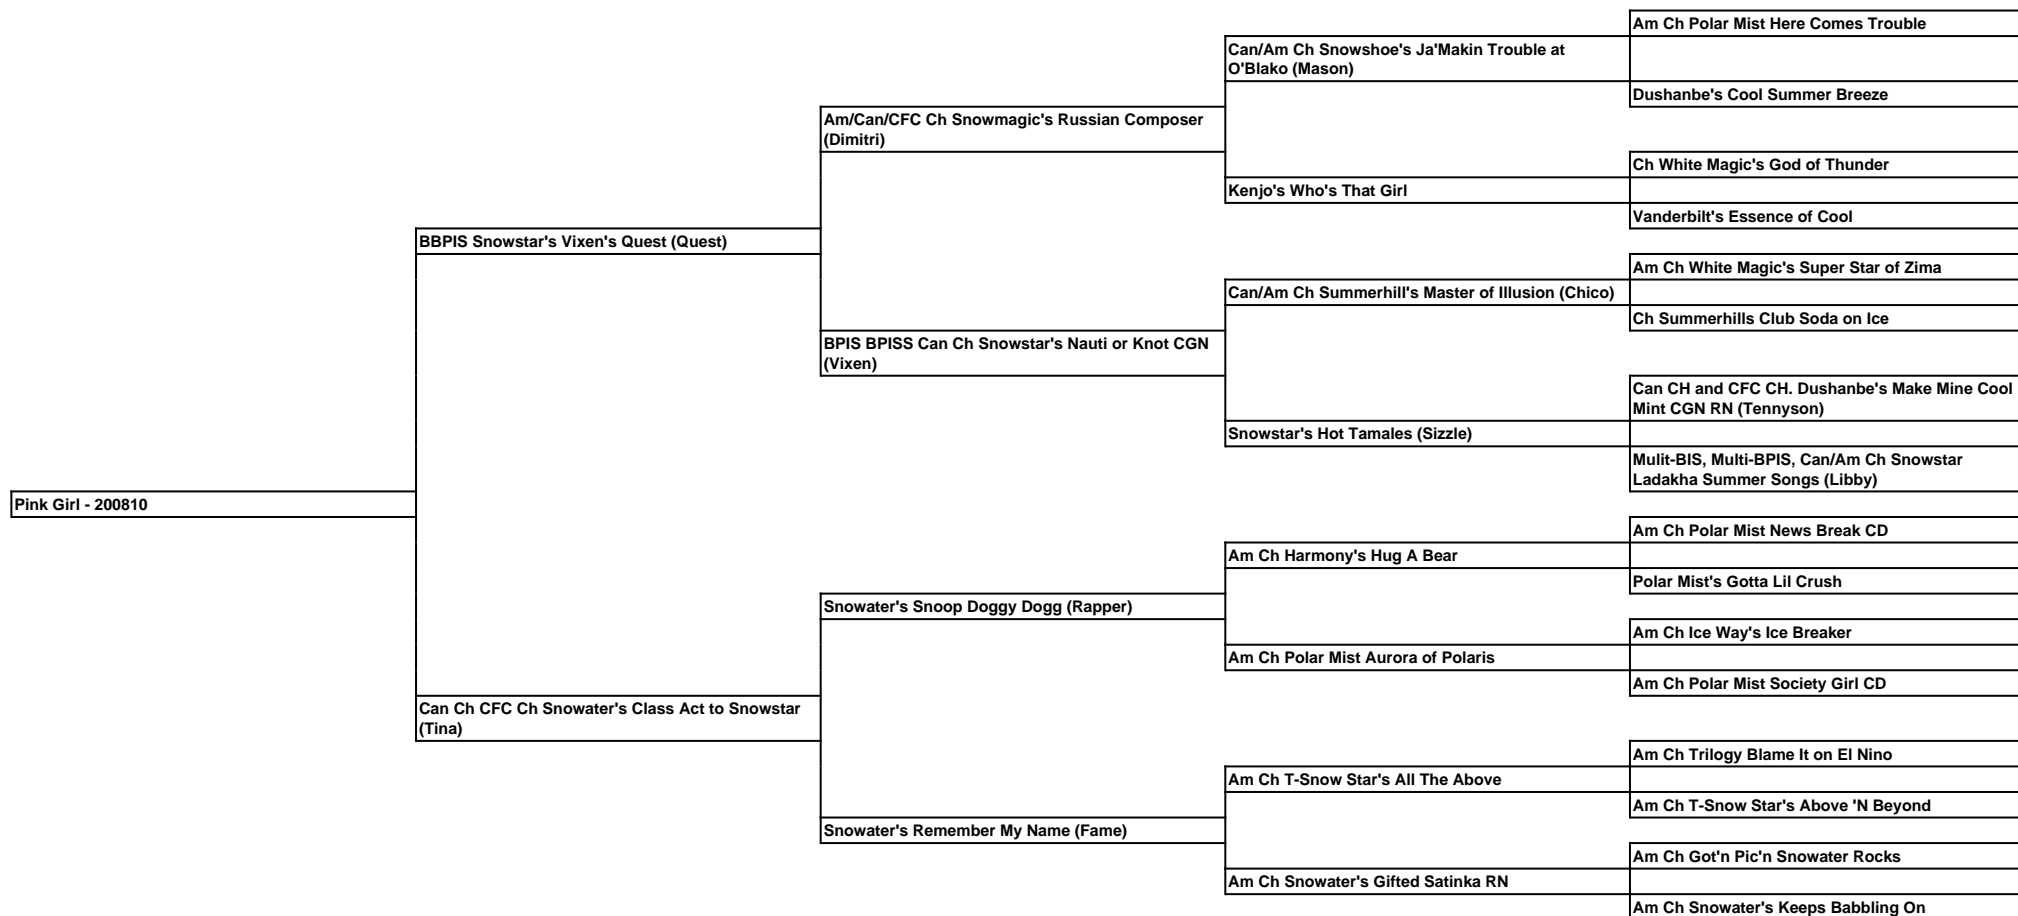 Am Ch Polar Mist Here Comes Trouble
Can/Am Ch Snowshoe's Ja'Makin Trouble at
O'Blako (Mason)
Dushanbe's Cool Summer Breeze
Am/Can/CFC Ch Snowmagic's Russian Composer
(Dimitri)
Ch White Magic's God of Thunder
Kenjo's Who's That Girl
Vanderbilt's Essence of Cool
BBPIS Snowstar's Vixen's Quest (Quest)
Am Ch White Magic's Super Star of Zima
Can/Am Ch Summerhill's Master of Illusion (Chico)
Ch Summerhills Club Soda on Ice
BPIS BPISS Can Ch Snowstar's Nauti or Knot CGN
(Vixen)
Can CH and CFC CH. Dushanbe's Make Mine Cool
Mint CGN RN (Tennyson)
Snowstar's Hot Tamales (Sizzle)
Mulit-BIS, Multi-BPIS, Can/Am Ch Snowstar
Ladakha Summer Songs (Libby)
Pink Girl - 200810
Am Ch Polar Mist News Break CD
Am Ch Harmony's Hug A Bear
Polar Mist's Gotta Lil Crush
Snowater's Snoop Doggy Dogg (Rapper)
Am Ch Ice Way's Ice Breaker
Am Ch Polar Mist Aurora of Polaris
Am Ch Polar Mist Society Girl CD
Can Ch CFC Ch Snowater's Class Act to Snowstar
(Tina)
Am Ch Trilogy Blame It on El Nino
Am Ch T-Snow Star's All The Above
Am Ch T-Snow Star's Above 'N Beyond
Snowater's Remember My Name (Fame)
Am Ch Got'n Pic'n Snowater Rocks
Am Ch Snowater's Gifted Satinka RN
Am Ch Snowater's Keeps Babbling On